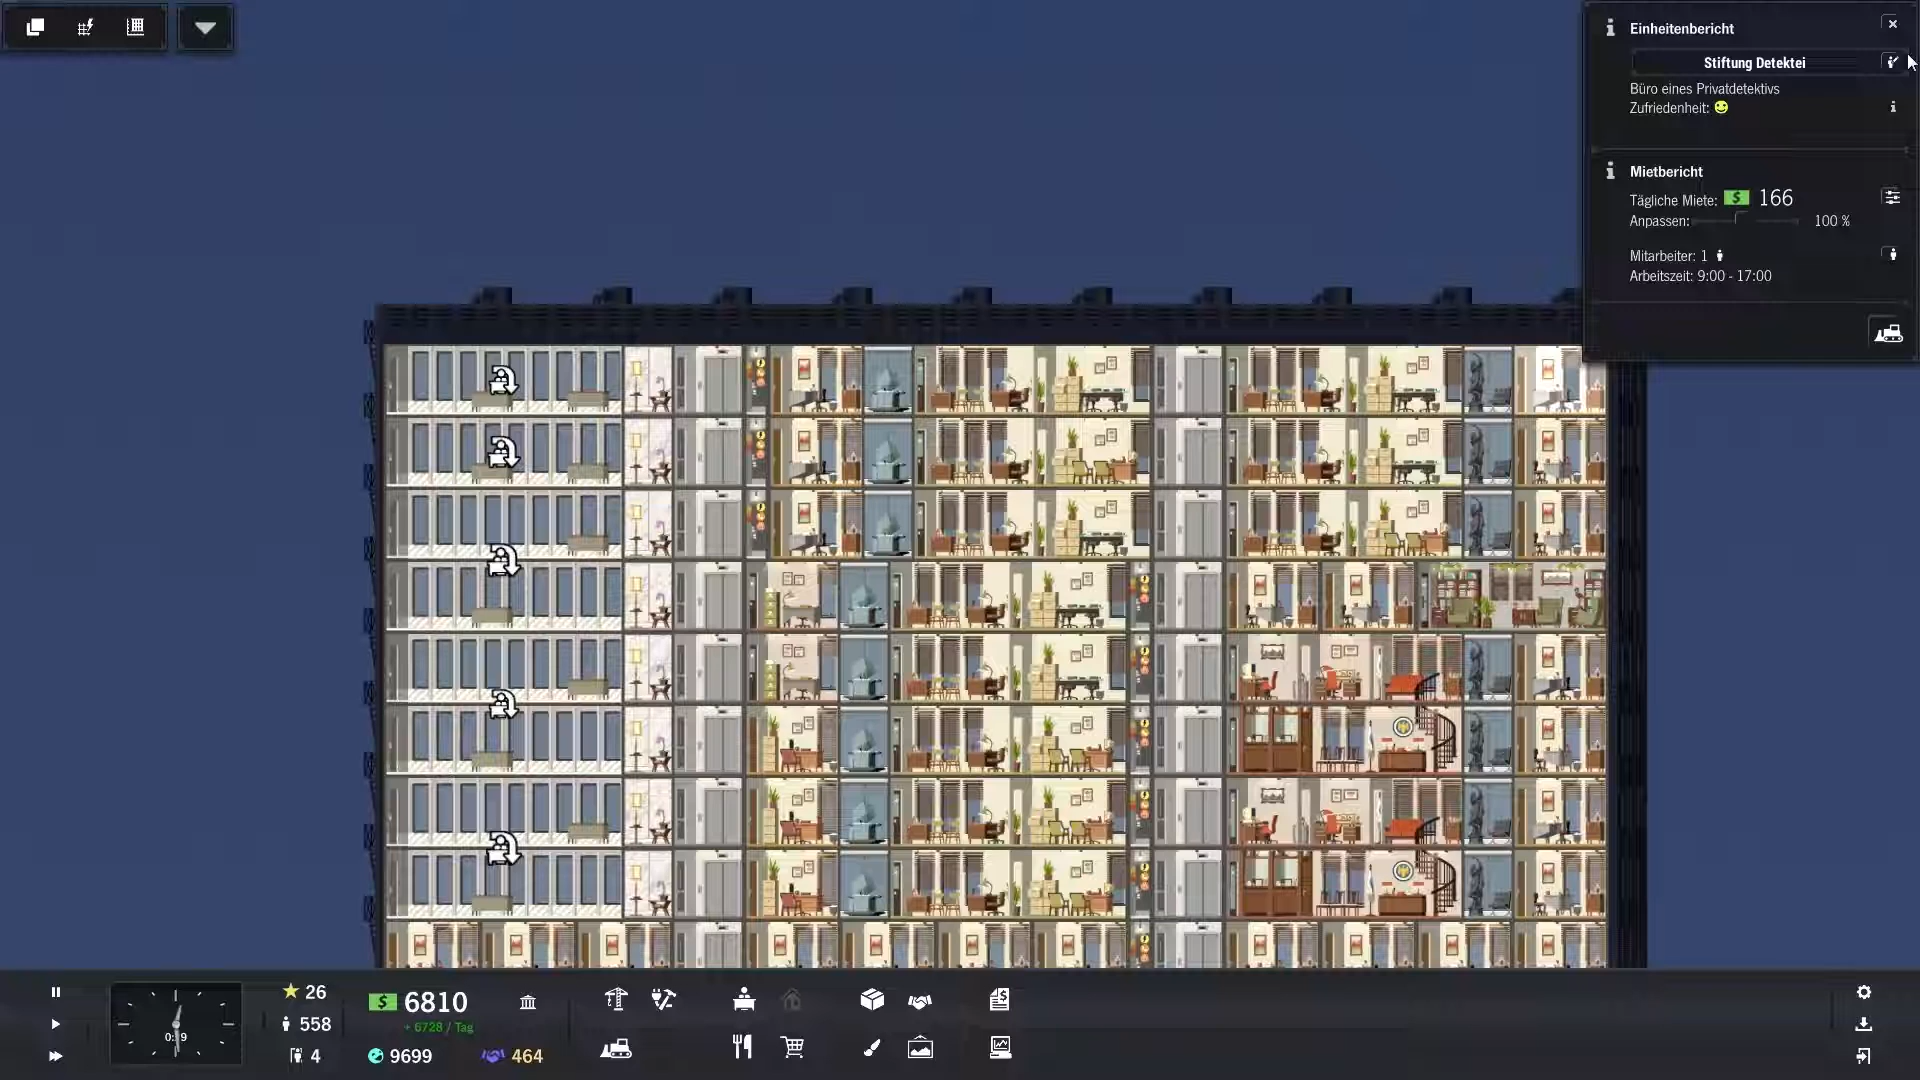 Einheitenbericht
Stiftung Detektei
Büro eines Privatdetektivs
Zufriedenheit:
Mietbericht
Tägliche Miete: $ 166
Anpassen: 100 %
Mitarbeiter: 1
Arbeitszeit: 9:00 - 17:00
26
$ 6810
558
+ 6728 / Tag
4
9699
464